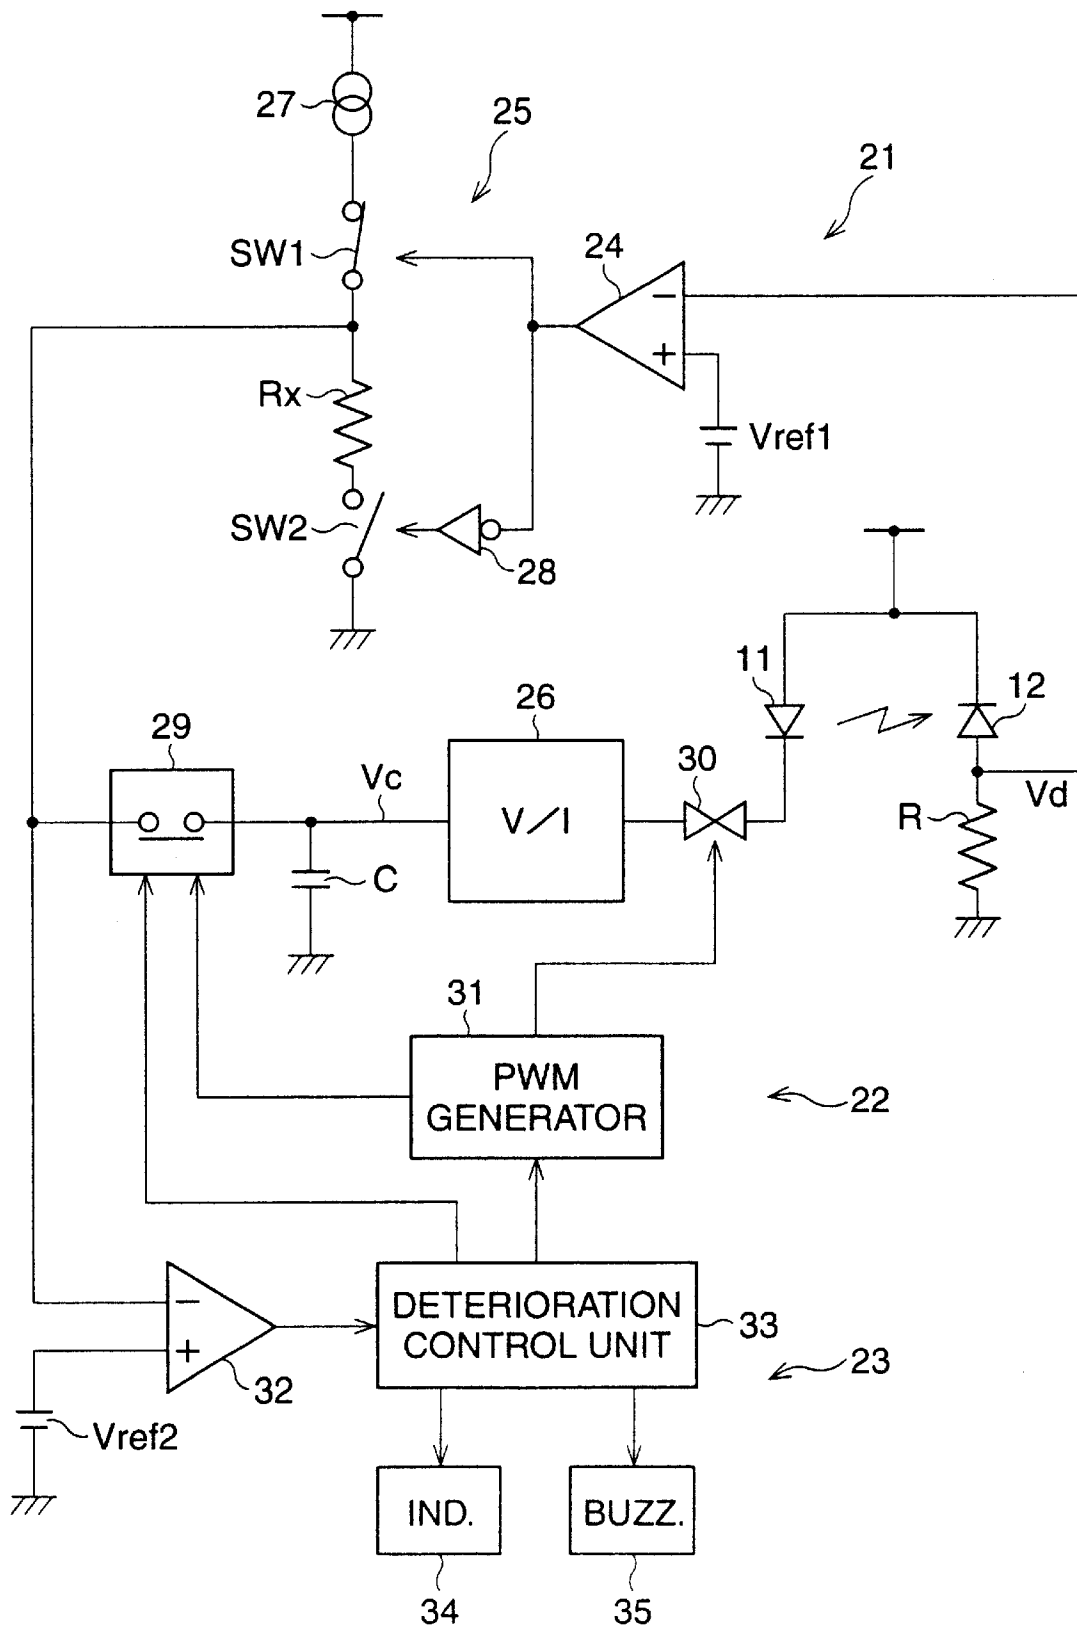 27
25
21
SW1
24
−
+
Rx
Vref1
SW2
28
11
12
26
29
Vc
30
V/I
Vd
R
C
31
PWM
GENERATOR
22
−
+
DETERIORATION
CONTROL UNIT
33
23
32
Vref2
IND.
BUZZ.
34
35